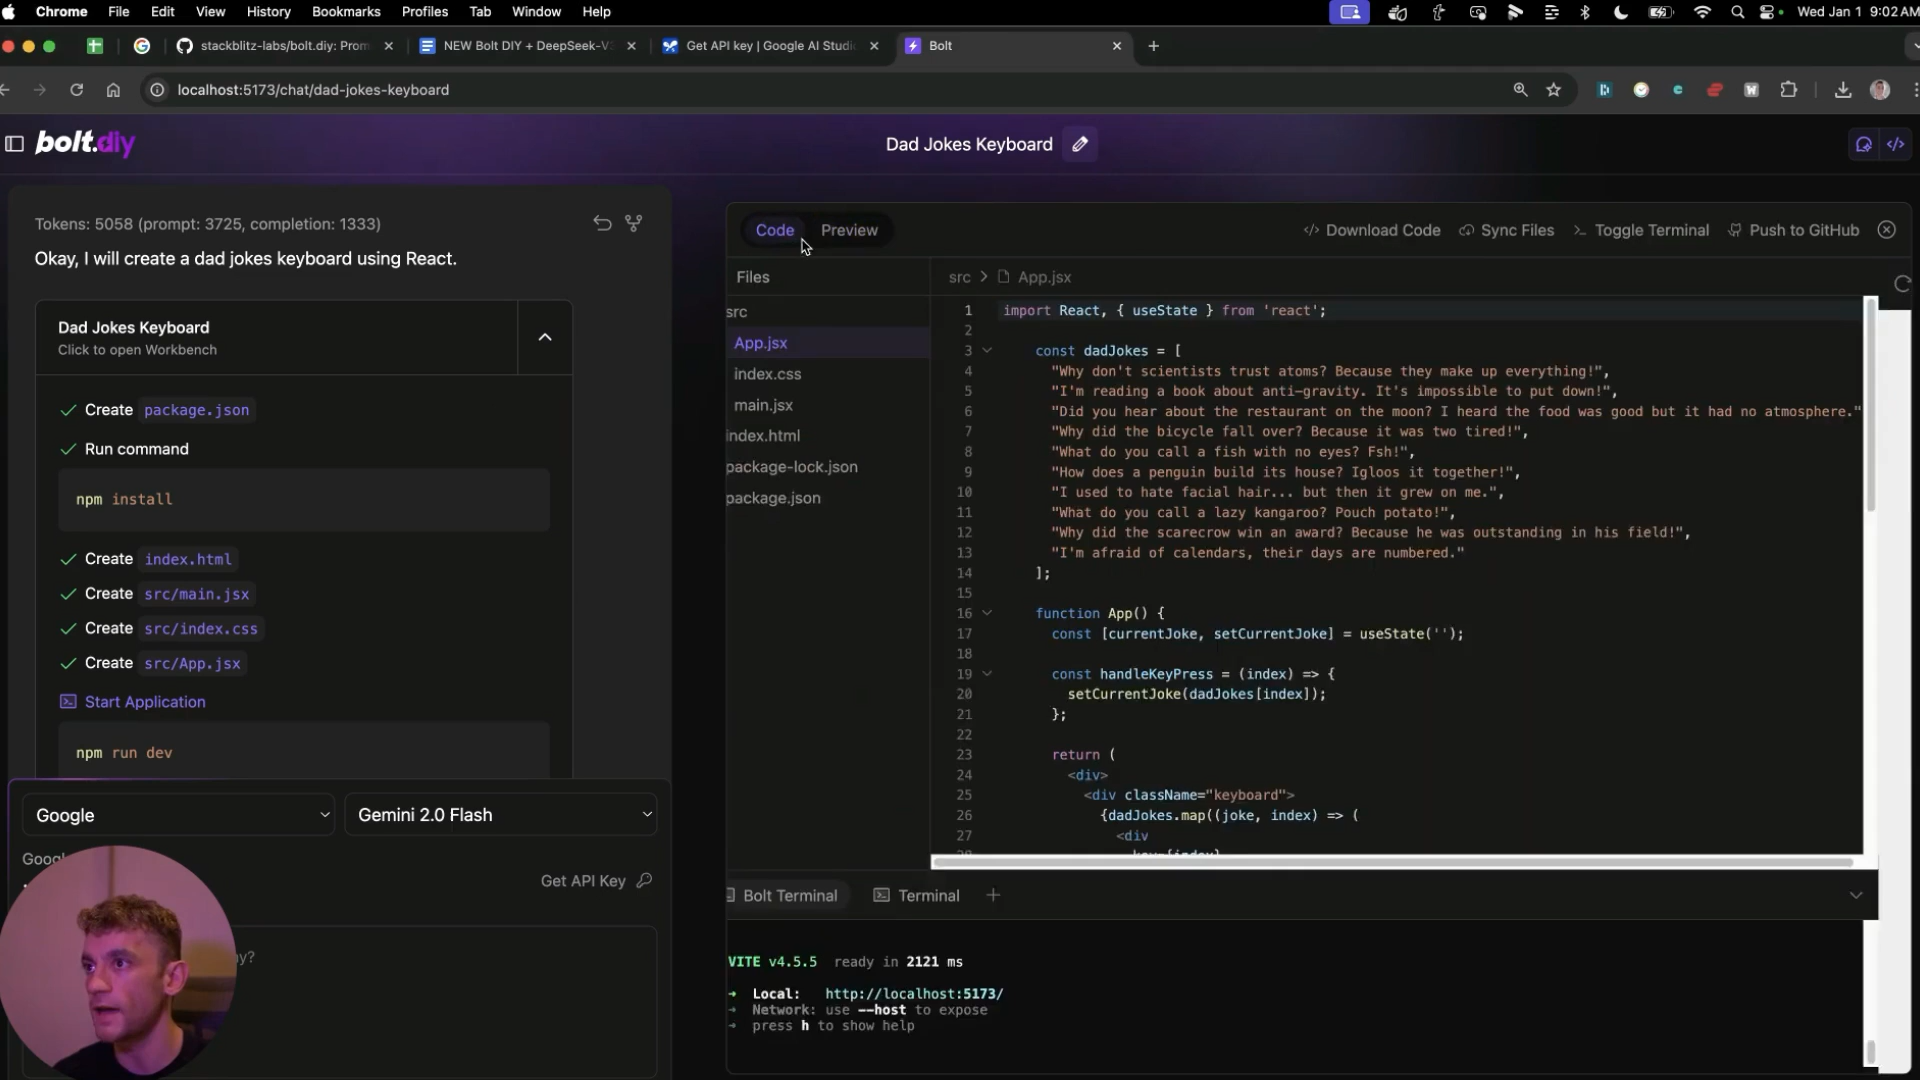 Chrome File Edit View History Bookmarks Profiles Tab Window Help
Wed Jan 1 9:02 AM
stackblitz-labs/bolt.diy: Prom
NEW Bolt DIY + DeepSeek-V
Get API key | Google AI Studi
Bolt
localhost:5173/chat/dad-jokes-keyboard
bolt.diy
Dad Jokes Keyboard
Tokens: 5058 (prompt: 3725, completion: 1333)
Okay, I will create a dad jokes keyboard using React.
Dad Jokes Keyboard
Click to open Workbench
Create package.json
Run command
npm install
Create index.html
Create src/main.jsx
Create src/index.css
Create src/App.jsx
Start Application
npm run dev
Google
Gemini 2.0 Flash
Googl
Get API Key
y?
Code Preview
Download Code
Sync Files
Toggle Terminal
Push to GitHub
Files
src
App.jsx
index.css
main.jsx
index.html
package-lock.json
package.json
src > App.jsx
1 import React, { useState } from 'react';
2
3 const dadJokes = [
4 "Why don't scientists trust atoms? Because they make up everything!",
5 "I'm reading a book about anti-gravity. It's impossible to put down!",
6 "Did you hear about the restaurant on the moon? I heard the food was good but it had no atmosphere."
7 "Why did the bicycle fall over? Because it was two tired!",
8 "What do you call a fish with no eyes? Fsh!",
9 "How does a penguin build its house? Igloos it together!",
10 "I used to hate facial hair... but then it grew on me.",
11 "What do you call a lazy kangaroo? Pouch potato!",
12 "Why did the scarecrow win an award? Because he was outstanding in his field!",
13 "I'm afraid of calendars, their days are numbered."
14 ];
15
16 function App() {
17 const [currentJoke, setCurrentJoke] = useState('');
18
19 const handleKeyPress = (index) => {
20 setCurrentJoke(dadJokes[index]);
21 };
22
23 return (
24 <div>
25 <div className="keyboard">
26 {dadJokes.map((joke, index) => (
27 <div
28 key={index}
Bolt Terminal
Terminal
VITE v4.5.5 ready in 2121 ms
➜ Local: http://localhost:5173/
➜ Network: use --host to expose
➜ press h to show help